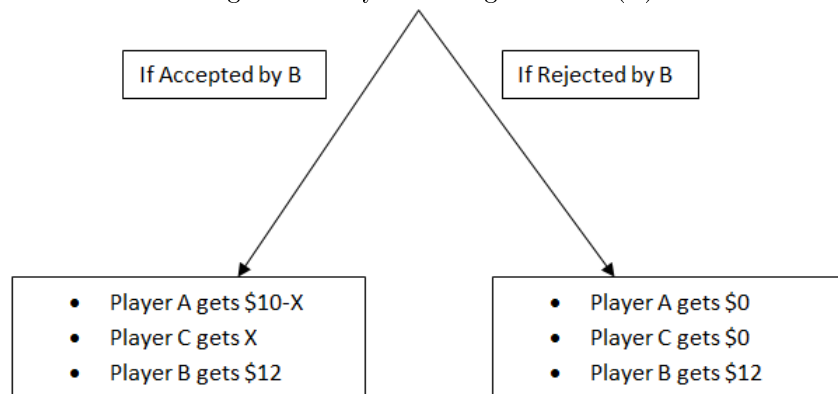 If Accepted by B
If Rejected by B
• Player A gets $10-X
• Player C gets X
• Player B gets $12
• Player A gets $0
• Player C gets $0
• Player B gets $12